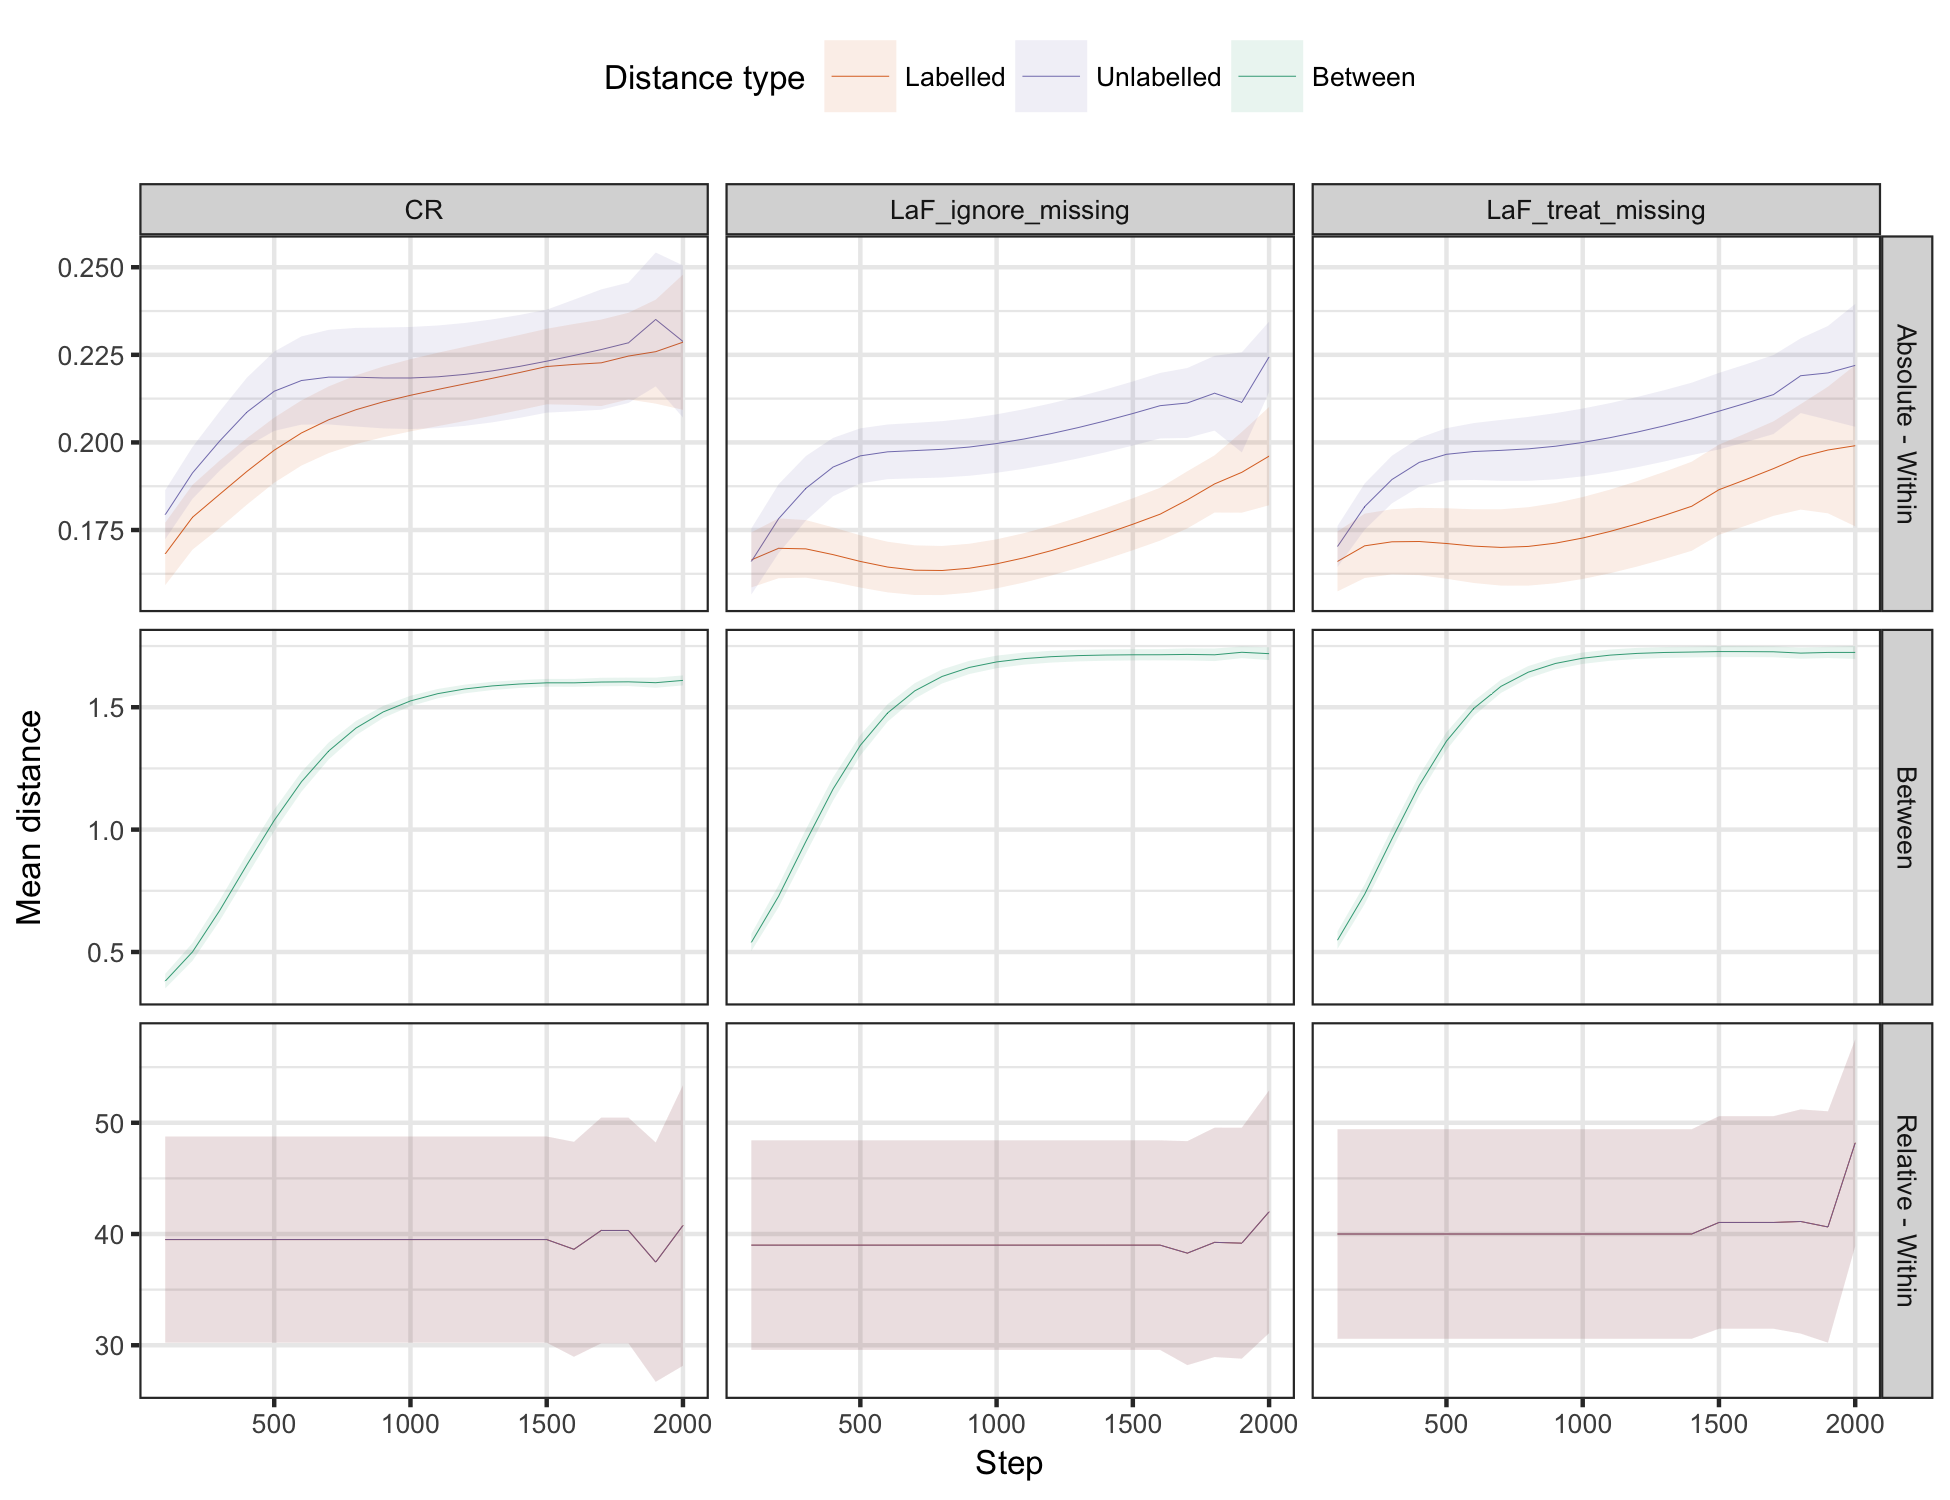 Distance type Labelled Unlabelled Between
CR LaF_ignore_missing LaF_treat_missing
0.250
0.225
0.200
0.175
Absolute - Within
1.5
1.0
0.5
Between
50
40
30
Relative - Within
Mean distance
500 1000 1500 2000 500 1000 1500 2000 500 1000 1500 2000
Step